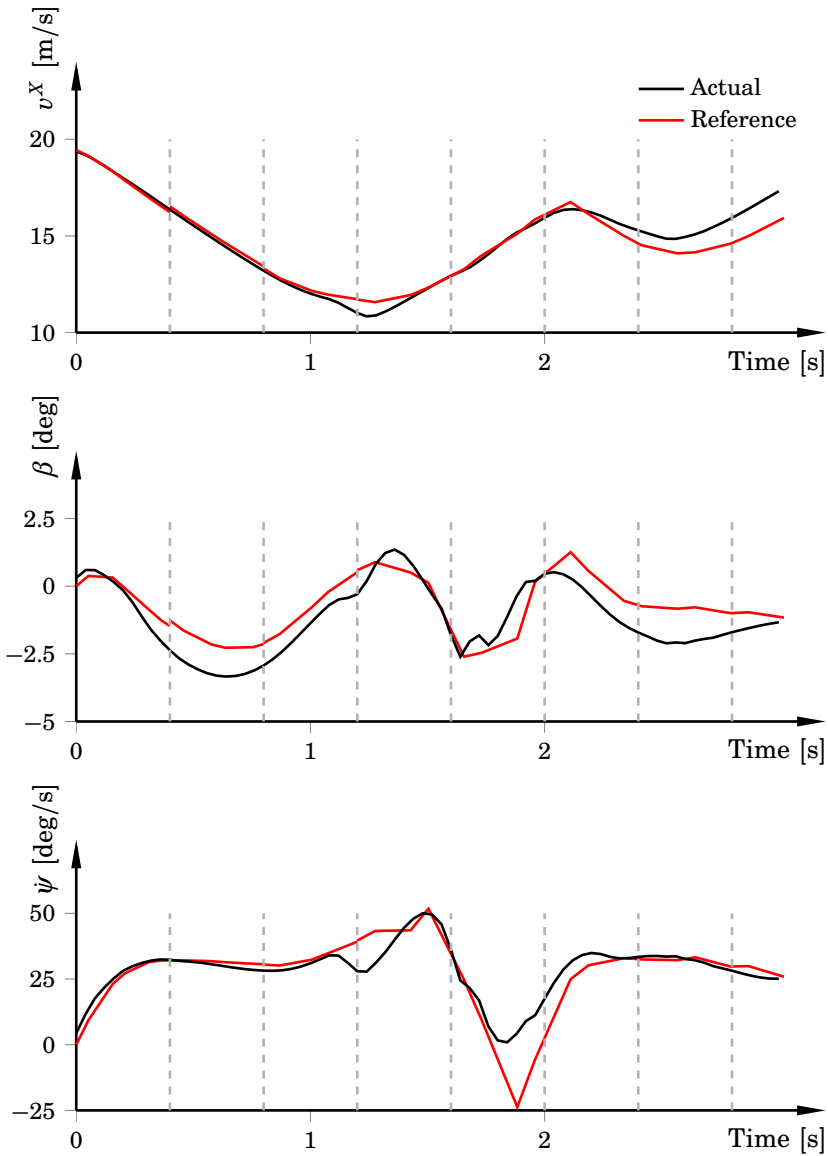 v^X [m/s]
Actual
Reference
20
15
10
0 1 2 Time [s]
β [deg]
2.5
0
−2.5
−5
0 1 2 Time [s]
ψ̇ [deg/s]
50
25
0
−25
0 1 2 Time [s]